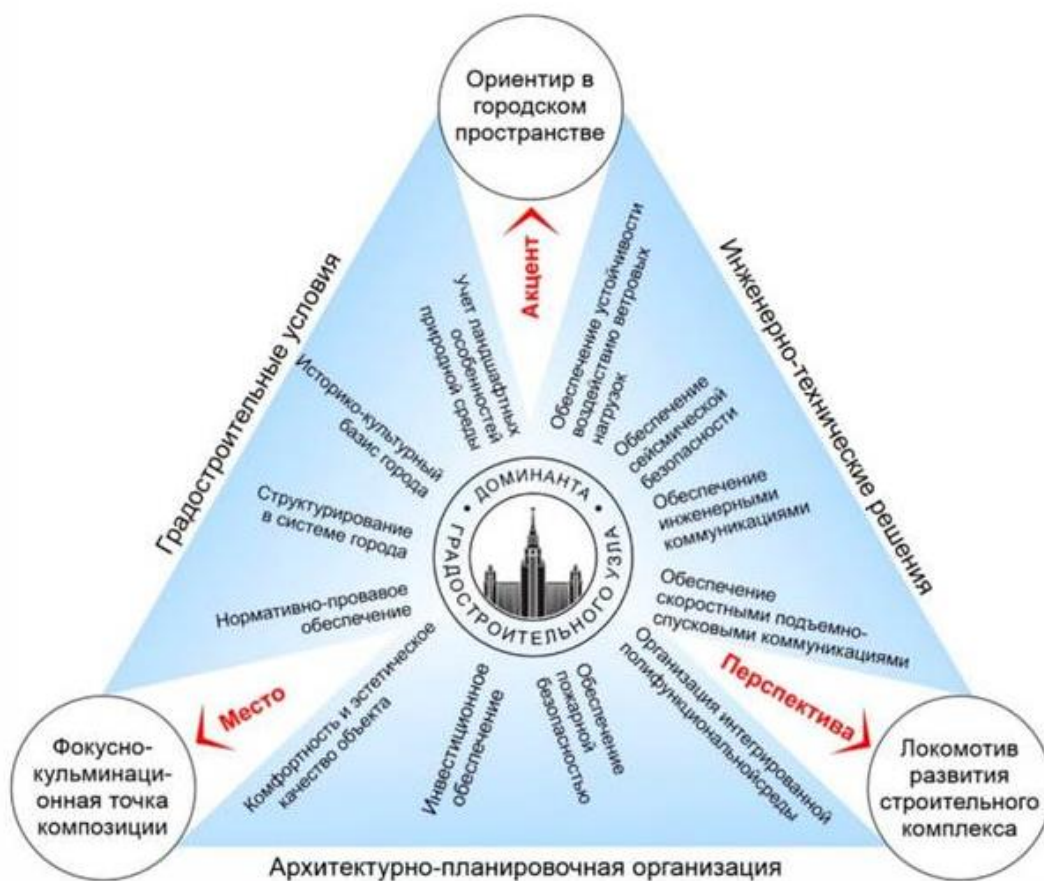 Ориентир в
городском
пространстве
Акцент
Градостроительные условия
Инженерно-технические решения
Учет ландшафтных
особенностей
природной среды
Историко-культурный
базис города
Структурирование
в системе города
Нормативно-провавое
обеспечение
Обеспечение устойчивости
воздействию ветровых
нагрузок
Обеспечение
сейсмической
безопасности
Обеспечение
инженерными
коммуникациями
Обеспечение
скоростными подъемно-
спусковыми коммуникациями
• ДОМИНАНТА •
ГРАДОСТРОИТЕЛЬНОГО УЗЛА
Комфортность и эстетическое
качество объекта
Инвестиционное
обеспечение
Обеспечение
пожарной
безопасностью
Организация интегрированной
полифункциональнойсреды
Место
Перспектива
Фокусно-
кульминаци-
онная точка
композиции
Локомотив
развития
строительного
комплекса
Архитектурно-планировочная организация